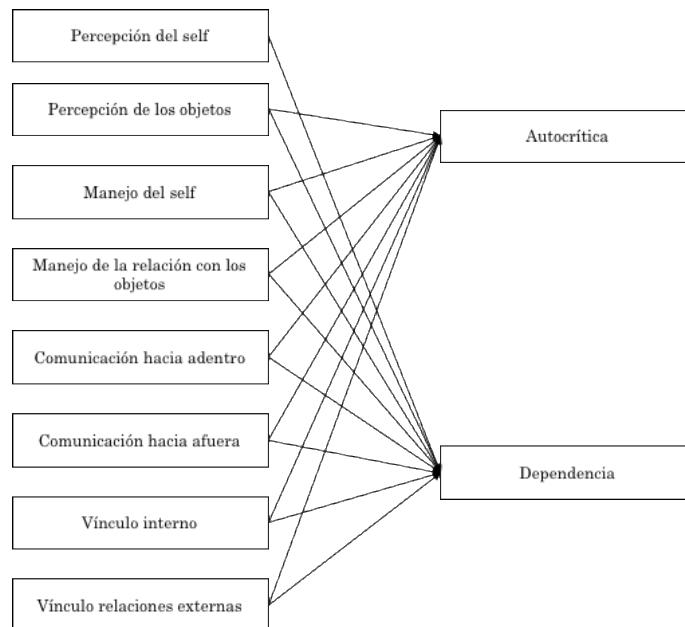 Percepción del self
Percepción de los objetos
Autocrítica
Manejo del self
Manejo de la relación con los
objetos
Comunicación hacia adentro
Comunicación hacia afuera
Dependencia
Vínculo interno
Vínculo relaciones externas